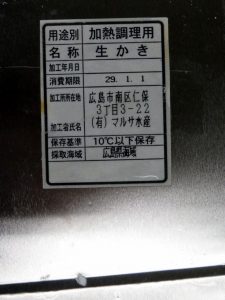 用途別 加熱調理用
名称 生かき
加工年月日
消費期限 29.1.1
加工所所在地 広島市南区仁保
3丁目3-22
加工者氏名 (有)マルサ水産
保存基準 10℃以下保存
採取海域 広島県海域